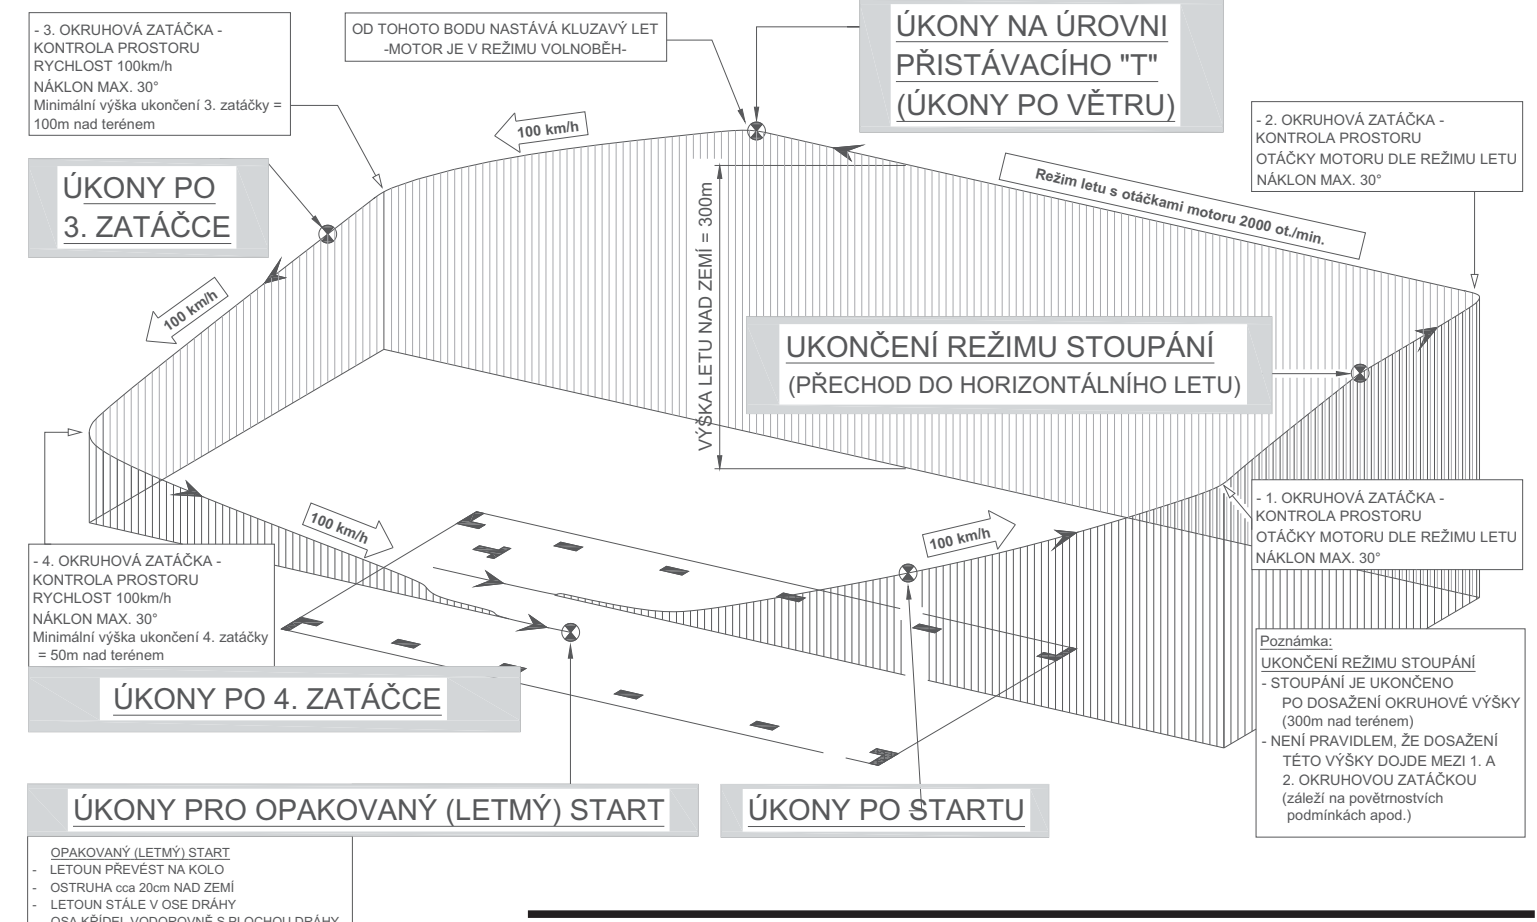 - 3. OKRUHOVÁ ZATÁČKA -
KONTROLA PROSTORU
RYCHLOST 100km/h
NÁKLON MAX. 30°
Minimální výška ukončení 3. zatáčky =
100m nad terénem
OD TOHOTO BODU NASTÁVÁ KLUZAVÝ LET
-MOTOR JE V REŽIMU VOLNOBĚH-
ÚKONY NA ÚROVNI
PŘISTÁVACÍHO "T"
(ÚKONY PO VĚTRU)
- 2. OKRUHOVÁ ZATÁČKA -
KONTROLA PROSTORU
OTÁČKY MOTORU DLE REŽIMU LETU
NÁKLON MAX. 30°
100 km/h
Režim letu s otáčkami motoru 2000 ot./min.
ÚKONY PO
3. ZATÁČCE
100 km/h
VÝŠKA LETU NAD ZEMÍ = 300m
UKONČENÍ REŽIMU STOUPÁNÍ
(PŘECHOD DO HORIZONTÁLNÍHO LETU)
- 1. OKRUHOVÁ ZATÁČKA -
KONTROLA PROSTORU
OTÁČKY MOTORU DLE REŽIMU LETU
NÁKLON MAX. 30°
100 km/h
100 km/h
- 4. OKRUHOVÁ ZATÁČKA -
KONTROLA PROSTORU
RYCHLOST 100km/h
NÁKLON MAX. 30°
Minimální výška ukončení 4. zatáčky
= 50m nad terénem
ÚKONY PO 4. ZATÁČCE
Poznámka:
UKONČENÍ REŽIMU STOUPÁNÍ
- STOUPÁNÍ JE UKONČENO
PO DOSAŽENÍ OKRUHOVÉ VÝŠKY
(300m nad terénem)
- NENÍ PRAVIDLEM, ŽE DOSAŽENÍ
TÉTO VÝŠKY DOJDE MEZI 1. A
2. OKRUHOVOU ZATÁČKOU
(záleží na povětrnostvích
podmínkách apod.)
ÚKONY PRO OPAKOVANÝ (LETMÝ) START
ÚKONY PO STARTU
OPAKOVANÝ (LETMÝ) START
- LETOUN PŘEVÉST NA KOLO
- OSTRUHA cca 20cm NAD ZEMÍ
- LETOUN STÁLE V OSE DRÁHY
- OSA KŘÍDEL VODOROVNĚ S PLOCHOU DRÁHY